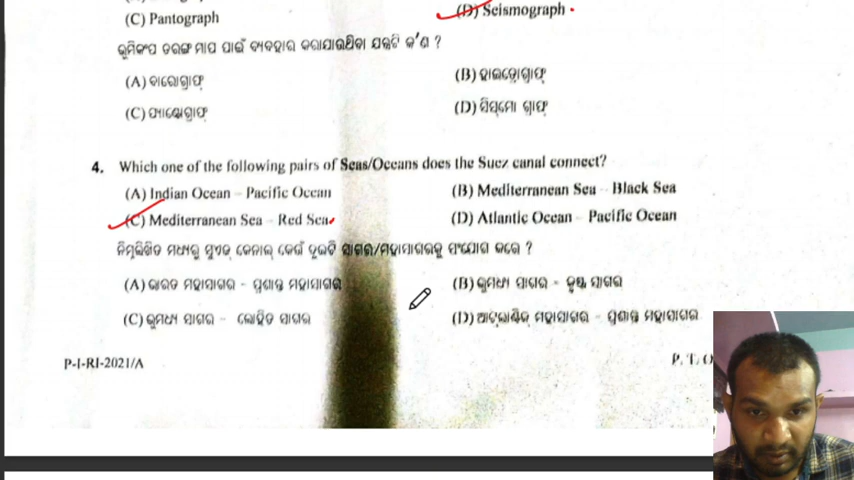 (C) Pantograph
(D) Seismograph
ଭୂମିକମ୍ପ ତରଙ୍ଗ ମାପ ପାଇଁ ବ୍ୟବହାର କରାଯାଉଥିବା ଯନ୍ତ୍ରଟି କ'ଣ ?
(A) ବାରୋଗ୍ରାଫ୍
(B) ହାଇଡ୍ରୋଗ୍ରାଫ୍
(C) ପ୍ୟାଣ୍ଟୋଗ୍ରାଫ୍
(D) ସିସ୍ମୋ ଗ୍ରାଫ୍
4. Which one of the following pairs of Seas/Oceans does the Suez canal connect?
(A) Indian Ocean – Pacific Ocean
(B) Mediterranean Sea – Black Sea
(C) Mediterranean Sea – Red Sea
(D) Atlantic Ocean – Pacific Ocean
ନିମ୍ନଲିଖିତ ମଧ୍ୟରୁ ସୁଏଜ୍ କେନାଲ୍ କେଉଁ ଦୁଇଟି ସାଗର/ମହାସାଗରକୁ ସଂଯୋଗ କରେ ?
(A) ଭାରତ ମହାସାଗର - ପ୍ରଶାନ୍ତ ମହାସାଗର
(B) ଭୂମଧ୍ୟ ସାଗର - କୃଷ୍ଣ ସାଗର
(C) ଭୂମଧ୍ୟ ସାଗର - ଲୋହିତ ସାଗର
(D) ଆଟ୍‌ଲାଣ୍ଟିକ୍ ମହାସାଗର - ପ୍ରଶାନ୍ତ ମହାସାଗର
P-I-RI-2021/A
P. T. O